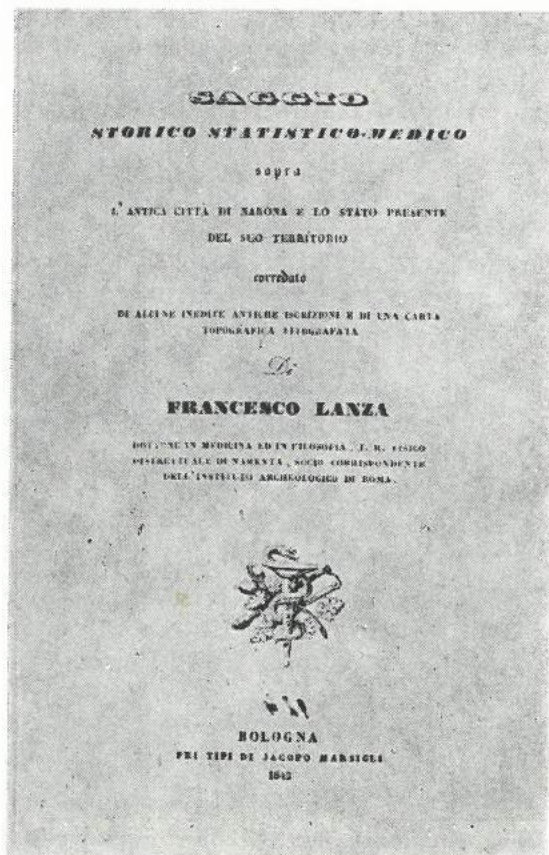 SAGGIO
STORICO STATISTICO-MEDICO
sopra
L'ANTICA CITTÀ DI NARONA E LO STATO PRESENTE
DEL SUO TERRITORIO
corredato
DI ALCUNE INEDITE ANTICHE ISCRIZIONI E DI UNA CARTA
TOPOGRAFICA LITOGRAFATA
Di
FRANCESCO LANZA
DOTTORE IN MEDICINA ED IN FILOSOFIA, I. R. FISICO
DISTRETTUALE DI NARENTA, SOCIO CORRISPONDENTE
DELL'INSTITUTO ARCHEOLOGICO DI ROMA.
BOLOGNA
PEI TIPI DI JACOPO MARSIGLI
1842